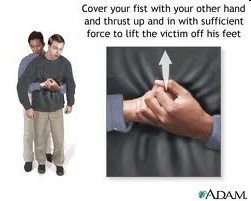 Cover your fist with your other hand
and thrust up and in with sufficient
force to lift the victim off his feet
ADAM.